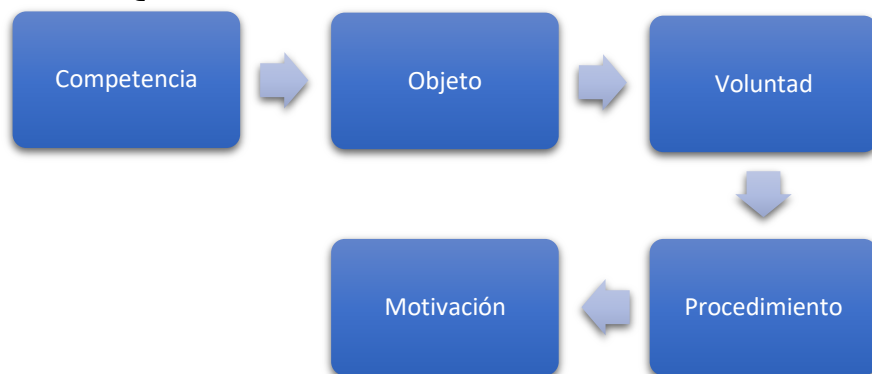 Competencia
Objeto
Voluntad
Procedimiento
Motivación